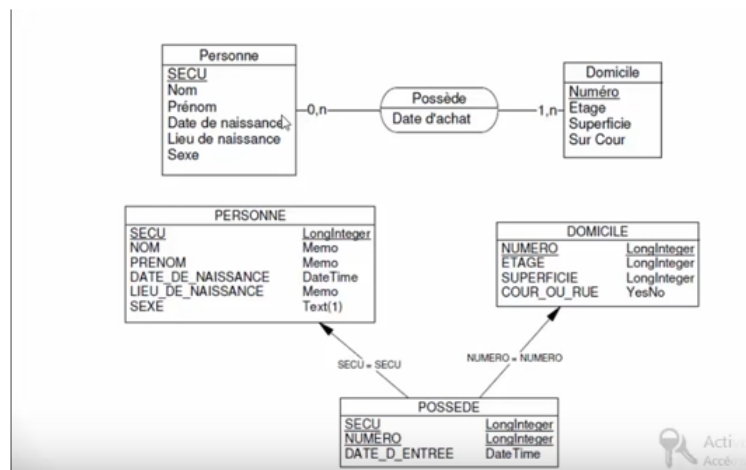 Personne
SECU
Nom
Prénom
Date de naissance
Lieu de naissance
Sexe
0,n
Possède
Date d'achat
1,n
Domicile
Numéro
Etage
Superficie
Sur Cour
PERSONNE
SECU LongInteger
NOM Memo
PRENOM Memo
DATE_DE_NAISSANCE DateTime
LIEU_DE_NAISSANCE Memo
SEXE Text(1)
DOMICILE
NUMERO LongInteger
ETAGE LongInteger
SUPERFICIE LongInteger
COUR_OU_RUE YesNo
SECU = SECU
NUMERO = NUMERO
POSSEDE
SECU LongInteger
NUMERO LongInteger
DATE_D_ENTREE DateTime
Activ
Accé